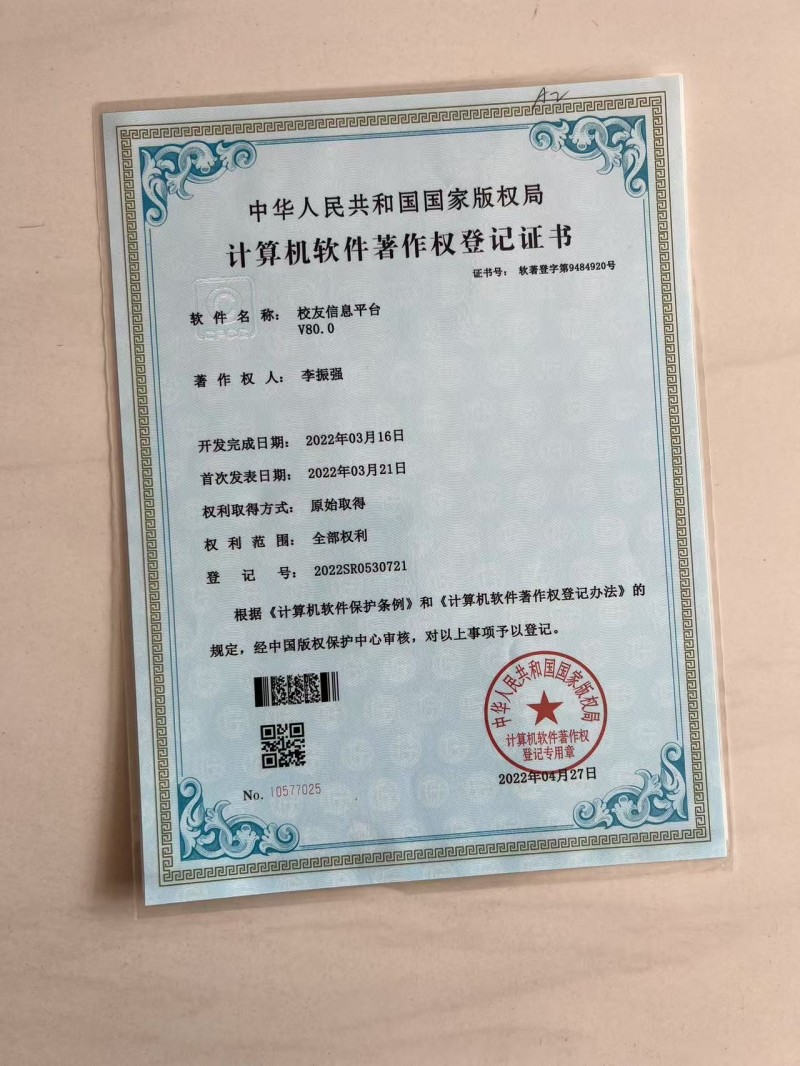 A2
中华人民共和国国家版权局
计算机软件著作权登记证书
证书号： 软著登字第9484920号
软件名称： 校友信息平台
V80.0
著作权人： 李振强
开发完成日期： 2022年03月16日
首次发表日期： 2022年03月21日
权利取得方式： 原始取得
权利范围： 全部权利
登记号： 2022SR0530721
根据《计算机软件保护条例》和《计算机软件著作权登记办法》的
规定，经中国版权保护中心审核，对以上事项予以登记。
中华人民共和国国家版权局
计算机软件著作权
登记专用章
No. 10577025
2022年04月27日